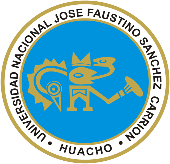 UNIVERSIDAD NACIONAL JOSE FAUSTINO SANCHEZ CARRION
HUACHO